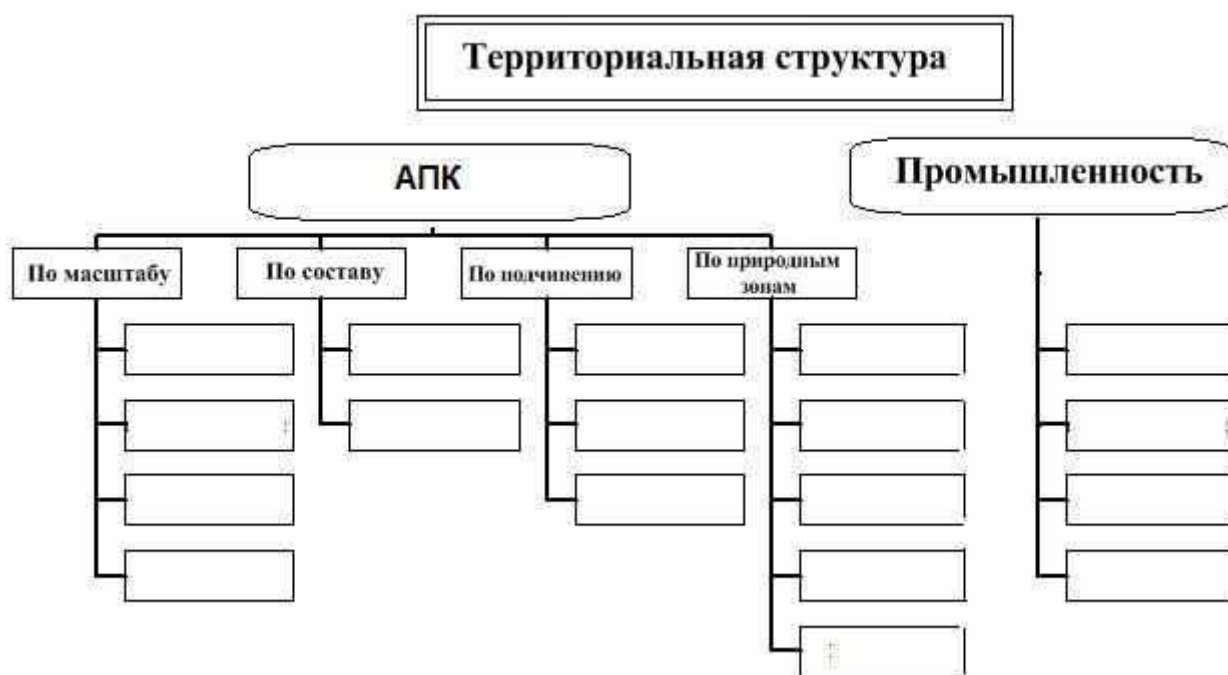 Территориальная структура
АПК
Промышленность
По масштабу
По составу
По подчинению
По природным
зонам